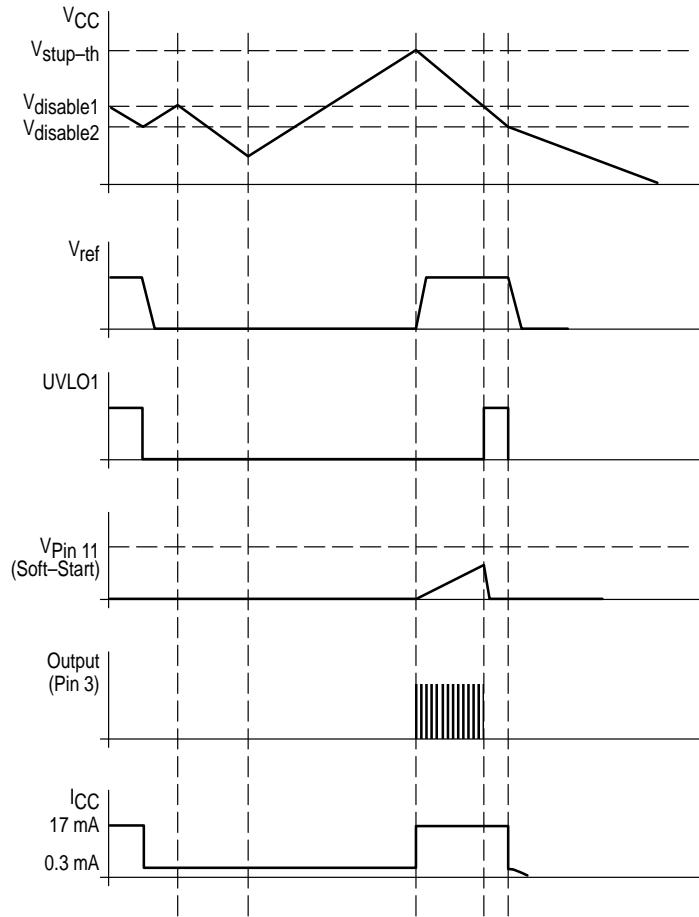 VCC
Vstup–th
Vdisable1
Vdisable2
Vref
UVLO1
VPin 11
(Soft–Start)
Output
(Pin 3)
ICC
17 mA
0.3 mA